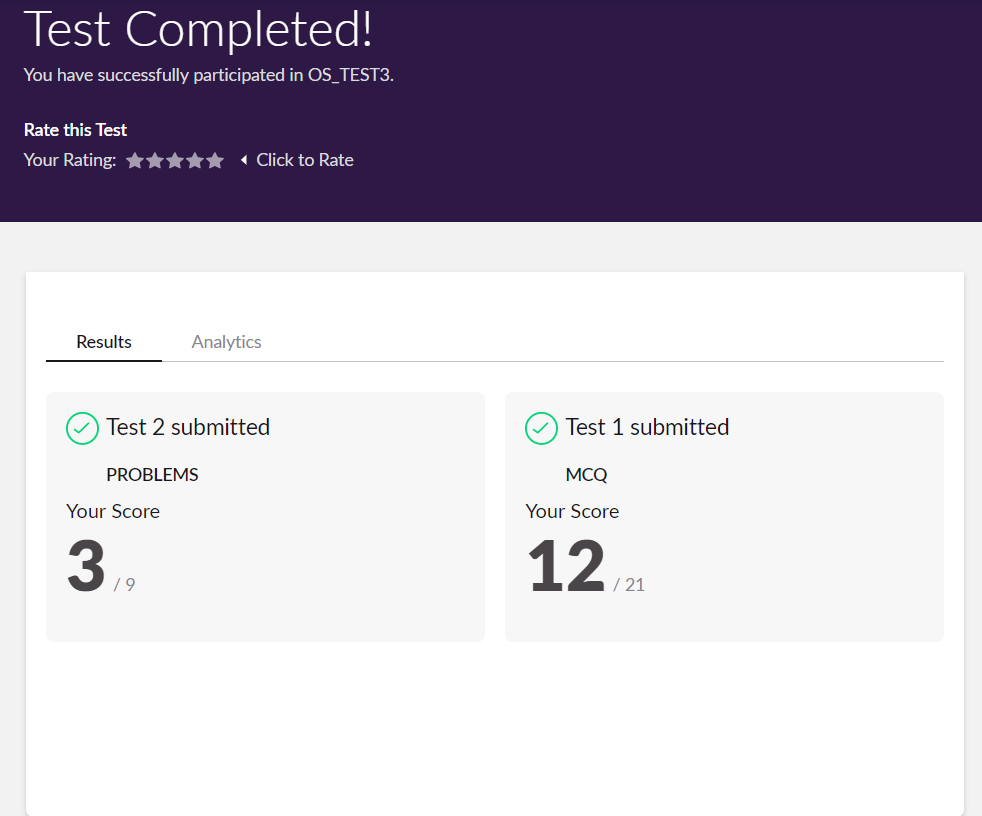 Test Completed!
You have successfully participated in OS_TEST3.
Rate this Test
Your Rating: Click to Rate
Results Analytics
Test 2 submitted
PROBLEMS
Your Score
3 / 9
Test 1 submitted
MCQ
Your Score
12 / 21